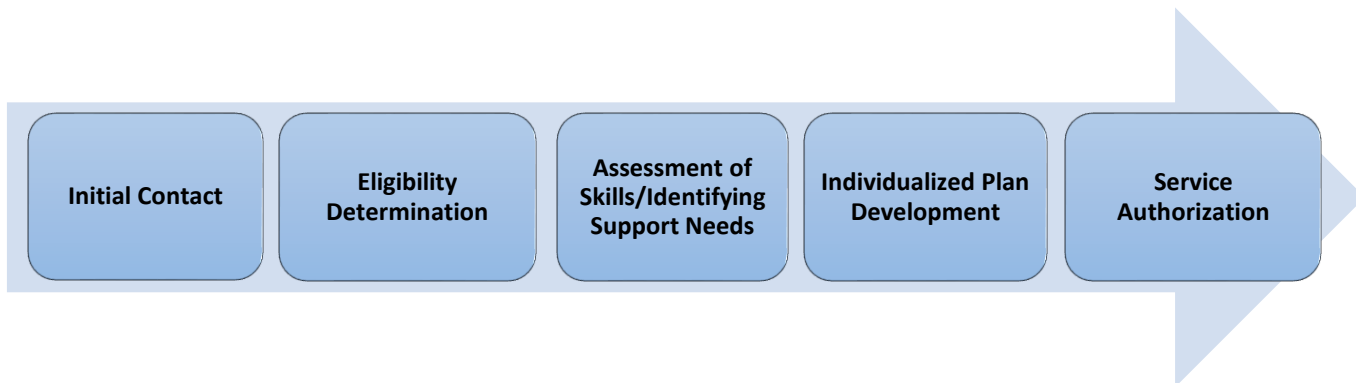 Initial Contact
Eligibility
Determination
Assessment of
Skills/Identifying
Support Needs
Individualized Plan
Development
Service
Authorization